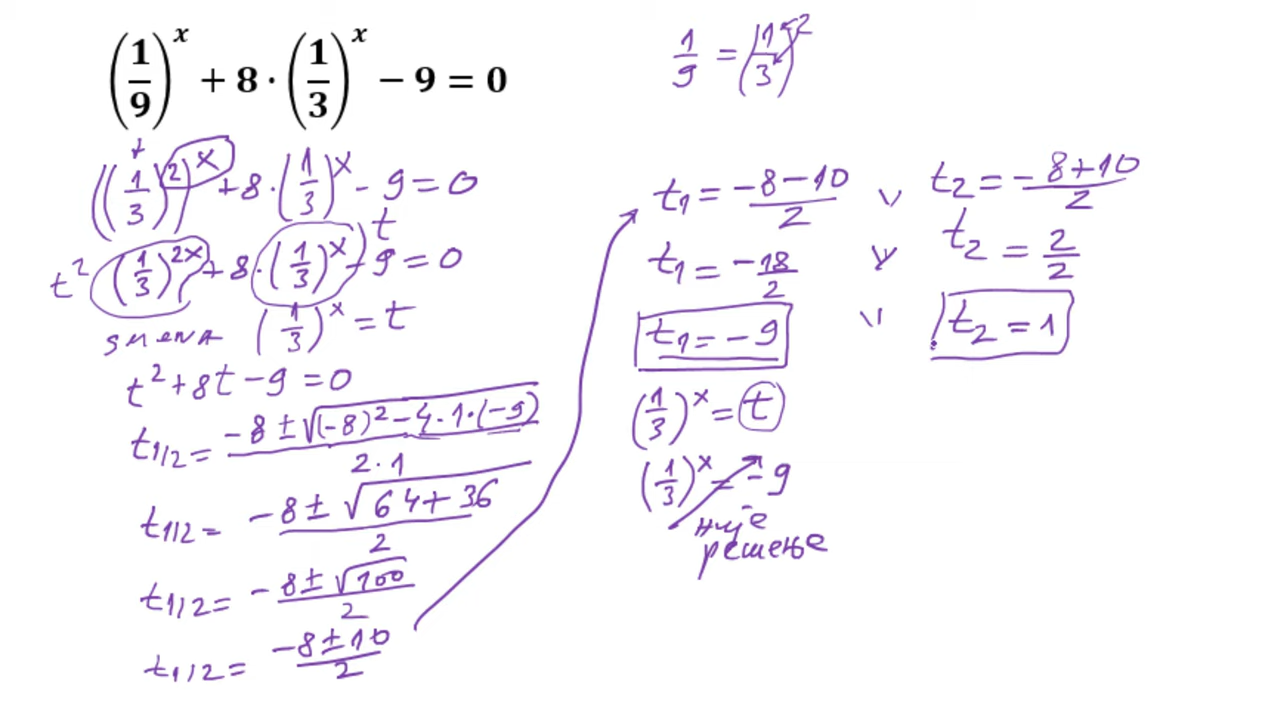 (1/9)^x + 8 · (1/3)^x − 9 = 0
((1/3)^2)^x + 8 · (1/3)^x − 9 = 0
t
t^2 (1/3)^2x + 8 · (1/3)^x − 9 = 0
smena (1/3)^x = t
t^2 + 8t − 9 = 0
t1/2 = (−8 ± √((−8)^2 − 4·1·(−9))) / (2·1)
t1/2 = (−8 ± √(64+36)) / 2
t1/2 = (−8 ± √100) / 2
t1/2 = (−8 ± 10) / 2
1/9 = (1/3)^2
t1 = (−8−10)/2 ∨ t2 = (−8+10)/2
t1 = −18/2 ∨ t2 = 2/2
t1 = −9 ∨ t2 = 1
(1/3)^x = t
(1/3)^x = −9
није
решење